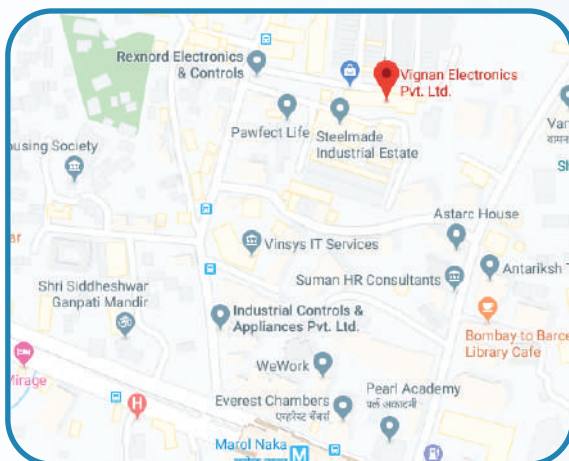 Rexnord Electronics
& Controls
Vignan Electronics
Pvt. Ltd.
Pawfect Life
Steelmade
Industrial Estate
ousing Society
Astarc House
Vinsys IT Services
Suman HR Consultants
Antariksh T
Shri Siddheshwar
Ganpati Mandir
Industrial Controls &
Appliances Pvt. Ltd.
Bombay to Barce
Library Cafe
WeWork
Mirage
Pearl Academy
पर्ल अकादमी
Everest Chambers
एव्हरेस्ट चेंबर्स
H
Marol Naka
M